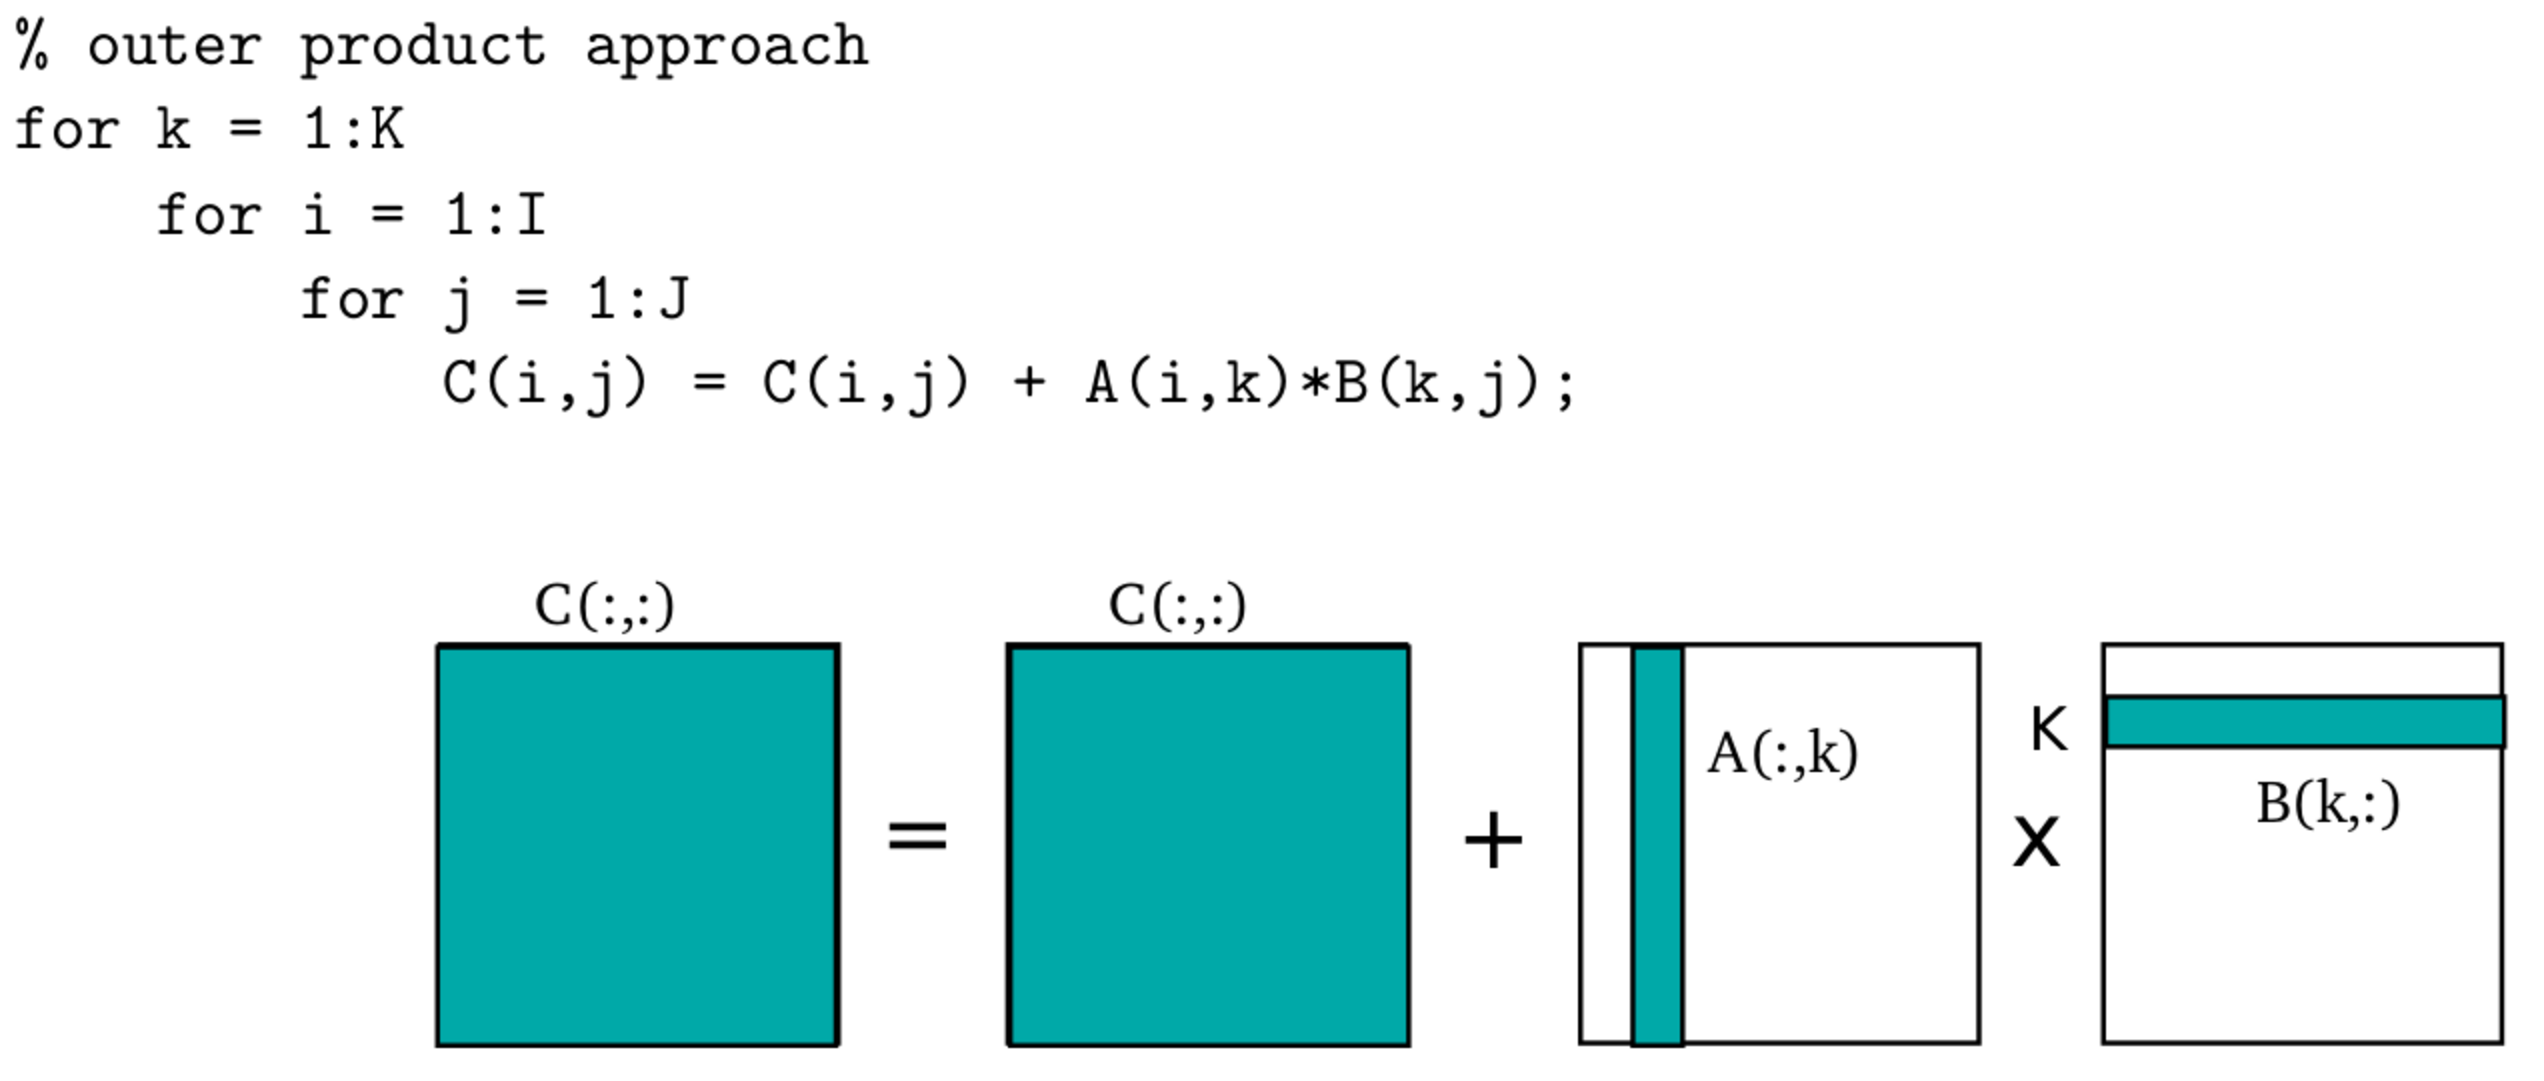 % outer product approach
for k = 1:K
    for i = 1:I
        for j = 1:J
            C(i,j) = C(i,j) + A(i,k)*B(k,j);
C(:,:) C(:,:)
= + A(:,k) K x B(k,:)